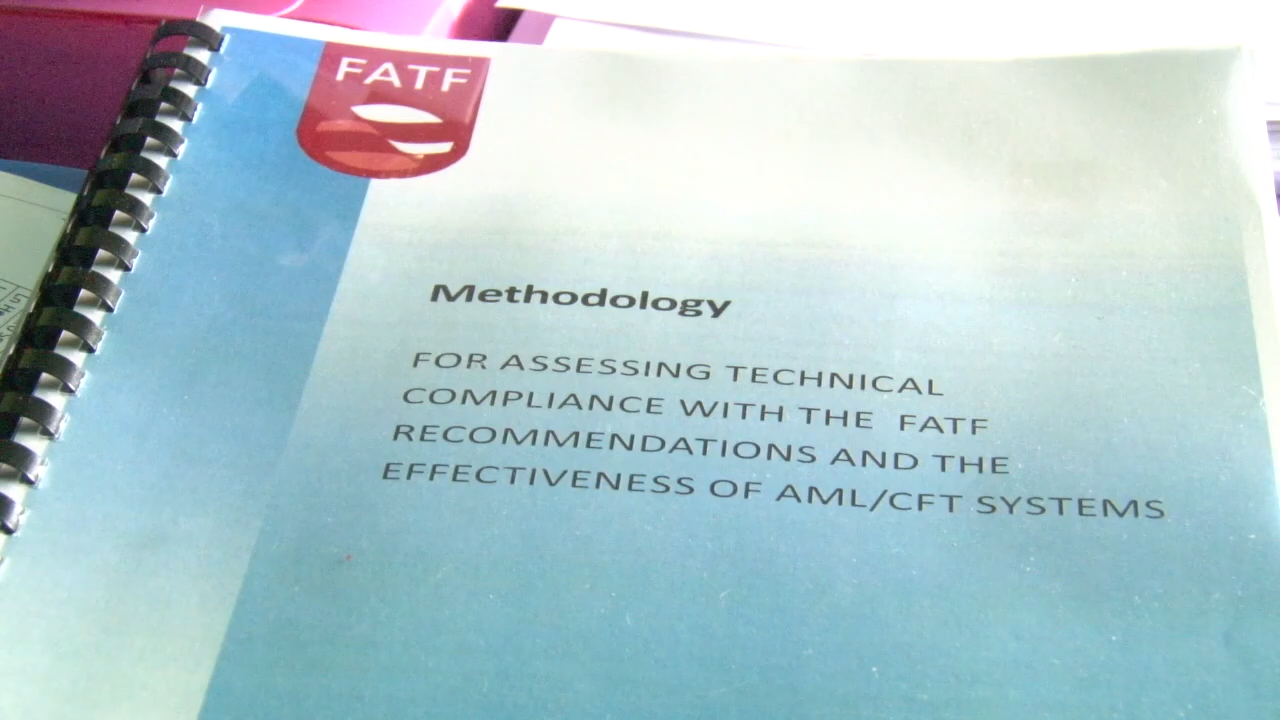 FATF
Methodology
FOR ASSESSING TECHNICAL
COMPLIANCE WITH THE FATF
RECOMMENDATIONS AND THE
EFFECTIVENESS OF AML/CFT SYSTEMS